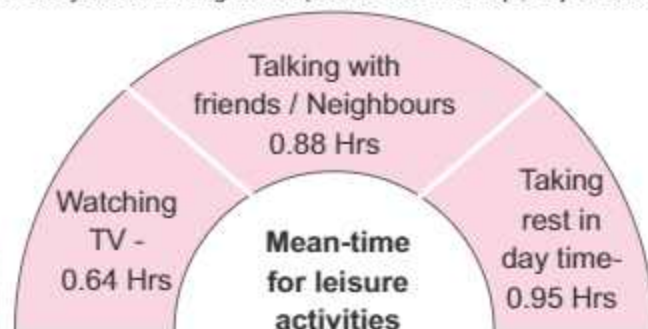 Talking with
friends / Neighbours
0.88 Hrs
Watching
TV -
0.64 Hrs
Mean-time
for leisure
activities
Taking
rest in
day time-
0.95 Hrs